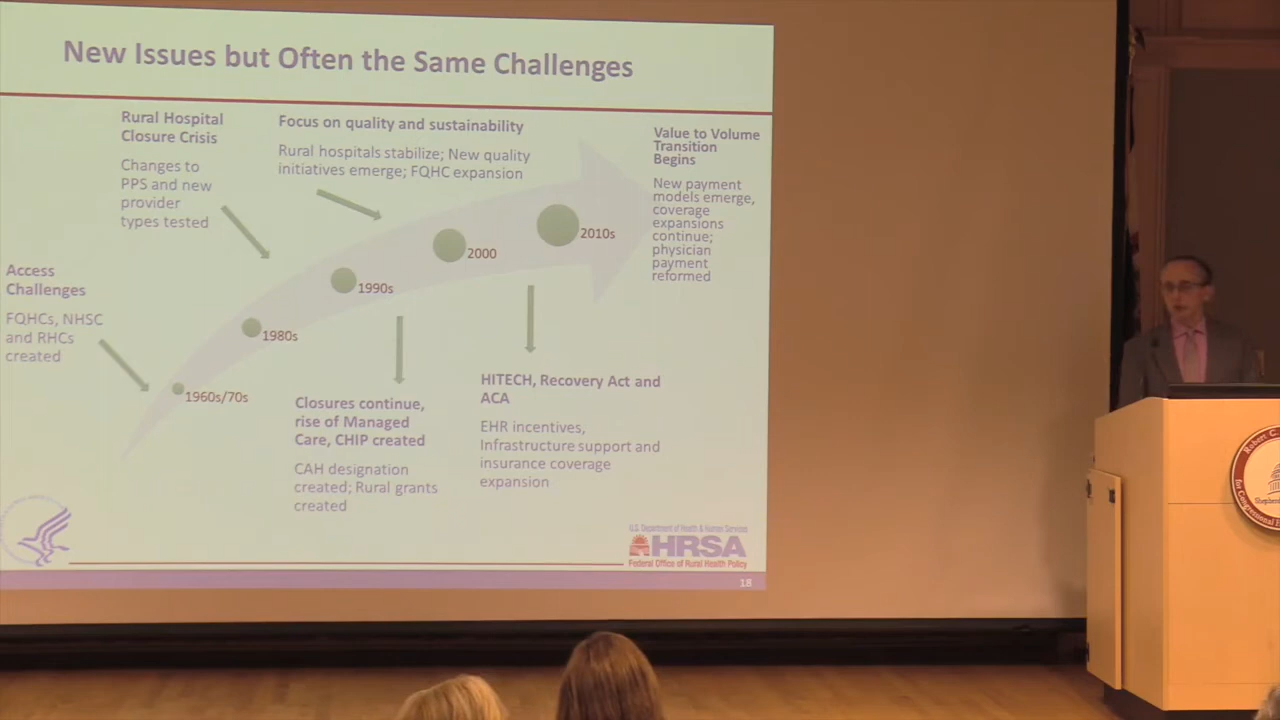 New Issues but Often the Same Challenges
Rural Hospital
Closure Crisis
Changes to
PPS and new
provider
types tested
Focus on quality and sustainability
Rural hospitals stabilize; New quality
initiatives emerge; FQHC expansion
Value to Volume
Transition
Begins
New payment
models emerge,
coverage
expansions
continue;
physician
payment
reformed
Access
Challenges
FQHCs, NHSC
and RHCs
created
1960s/70s
1980s
1990s
2000
2010s
Closures continue,
rise of Managed
Care, CHIP created
CAH designation
created; Rural grants
created
HITECH, Recovery Act and
ACA
EHR incentives,
Infrastructure support and
insurance coverage
expansion
U.S. Department of Health & Human Services
HRSA
Federal Office of Rural Health Policy
18
Robert C.
for Congressional